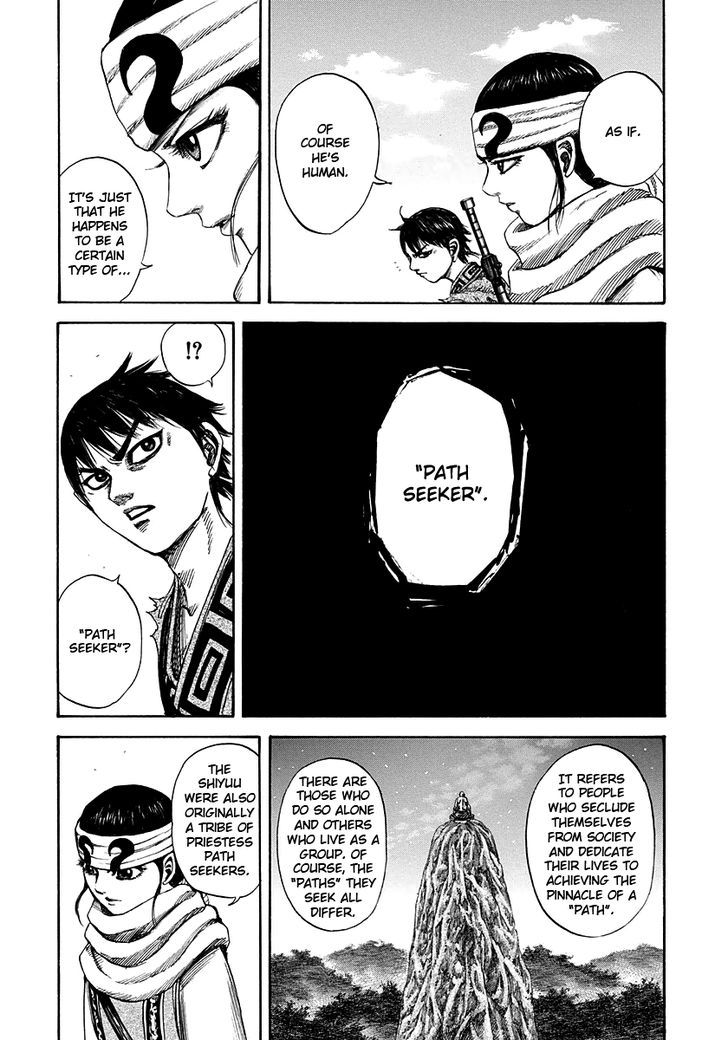 AS IF.
OF
COURSE
HE'S
HUMAN.
IT'S JUST
THAT HE
HAPPENS
TO BE A
CERTAIN
TYPE OF...
"PATH
SEEKER".
!?
"PATH
SEEKER"?
IT REFERS
TO PEOPLE
WHO SECLUDE
THEMSELVES
FROM SOCIETY
AND DEDICATE
THEIR LIVES TO
ACHIEVING THE
PINNACLE OF A
"PATH".
THERE ARE
THOSE WHO
DO SO ALONE
AND OTHERS
WHO LIVE AS A
GROUP. OF
COURSE, THE
"PATHS" THEY
SEEK ALL
DIFFER.
THE
SHIYUU
WERE ALSO
ORIGINALLY
A TRIBE OF
PRIESTESS
PATH
SEEKERS.